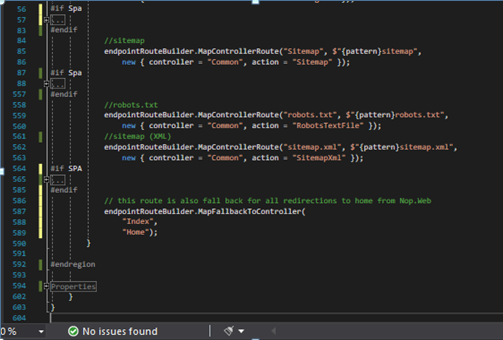 56 #if Spa
57 ...
83 #endif
84 //sitemap
85 endpointRouteBuilder.MapControllerRoute("Sitemap", $"{pattern}sitemap",
86 new { controller = "Common", action = "Sitemap" });
87 #if Spa
88 ...
557 #endif
558 //robots.txt
559 endpointRouteBuilder.MapControllerRoute("robots.txt", $"{pattern}robots.txt",
560 new { controller = "Common", action = "RobotsTextFile" });
561 //sitemap (XML)
562 endpointRouteBuilder.MapControllerRoute("sitemap.xml", $"{pattern}sitemap.xml",
563 new { controller = "Common", action = "SitemapXml" });
564 #if SPA
565 ...
585 #endif
586 // this route is also fall back for all redirections to home from Nop.Web
587 endpointRouteBuilder.MapFallbackToController(
588 "Index",
589 "Home");
590 }
591
592 #endregion
593
594 Properties
602 }
603 }
604
0 % No issues found